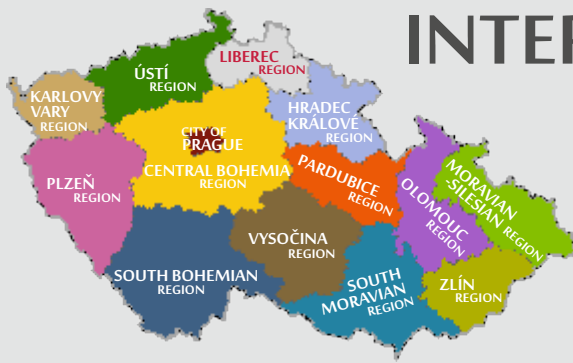 INTER
ÚSTÍ
REGION
LIBEREC
REGION
KARLOVY
VARY
REGION
HRADEC
KRÁLOVÉ
REGION
CITY OF
PRAGUE
CENTRAL BOHEMIA
REGION
PLZEŇ
REGION
PARDUBICE
REGION
MORAVIAN
-SILESIAN REGION
OLOMOUC
REGION
VYSOČINA
REGION
SOUTH BOHEMIAN
REGION
SOUTH
MORAVIAN
REGION
ZLÍN
REGION